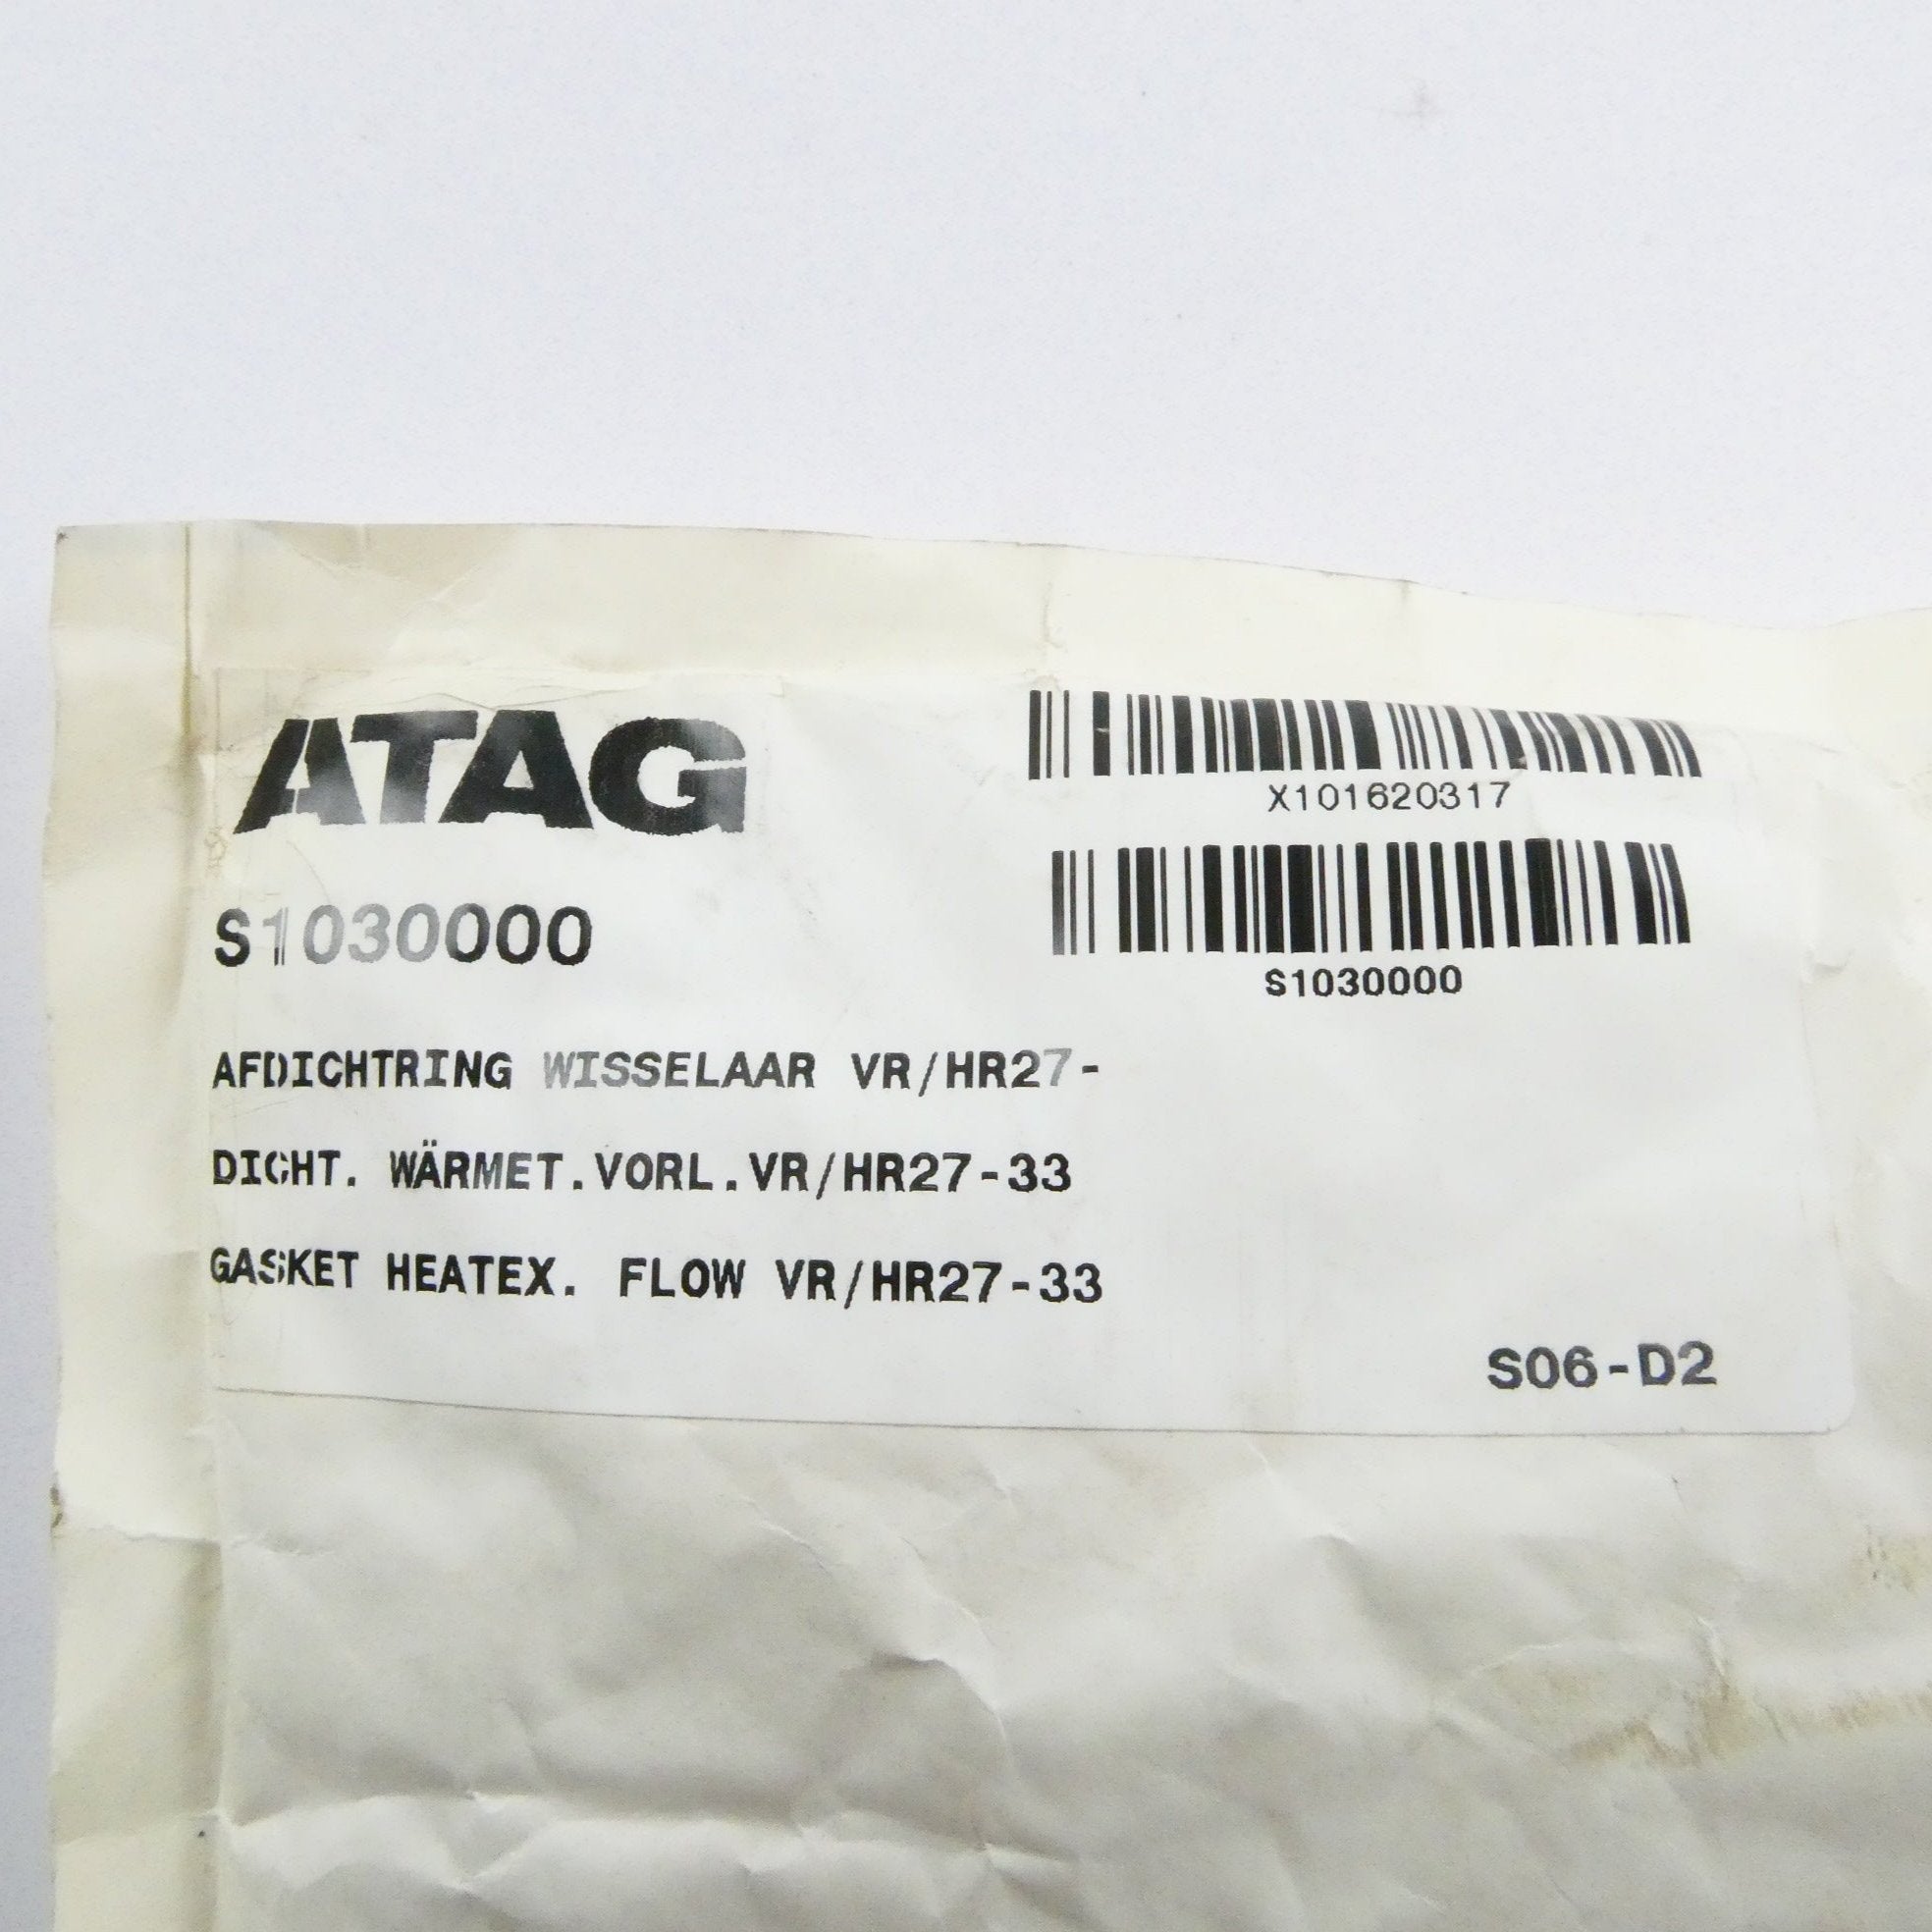 ATAG
X101620317
S1030000
S1030000
AFDICHTRING WISSELAAR VR/HR27-
DICHT. WÄRMET.VORL.VR/HR27-33
GASKET HEATEX. FLOW VR/HR27-33
S06-D2